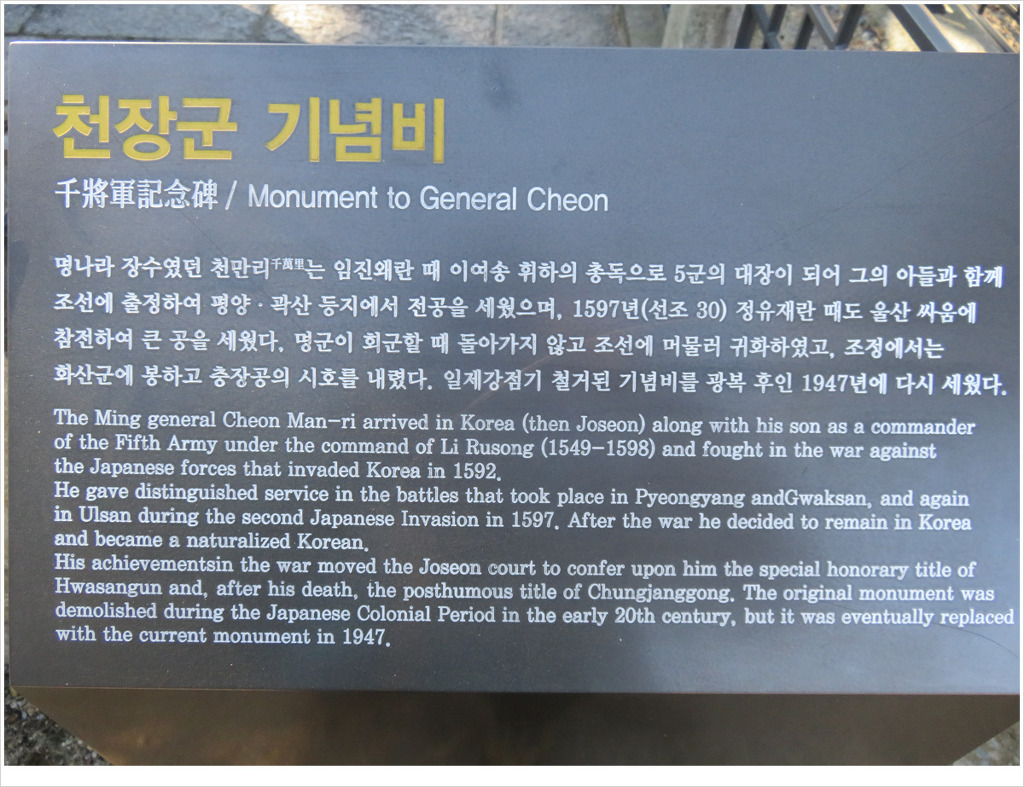 천장군 기념비
千將軍記念碑 / Monument to General Cheon
명나라 장수였던 천만리千萬里는 임진왜란 때 이여송 휘하의 총독으로 5군의 대장이 되어 그의 아들과 함께
조선에 출정하여 평양 · 곽산 등지에서 전공을 세웠으며, 1597년(선조 30) 정유재란 때도 울산 싸움에
참전하여 큰 공을 세웠다. 명군이 회군할 때 돌아가지 않고 조선에 머물러 귀화하였고, 조정에서는
화산군에 봉하고 충장공의 시호를 내렸다. 일제강점기 철거된 기념비를 광복 후인 1947년에 다시 세웠다.
The Ming general Cheon Man-ri arrived in Korea (then Joseon) along with his son as a commander
of the Fifth Army under the command of Li Rusong (1549-1598) and fought in the war against
the Japanese forces that invaded Korea in 1592.
He gave distinguished service in the battles that took place in Pyeongyang andGwaksan, and again
in Ulsan during the second Japanese Invasion in 1597. After the war he decided to remain in Korea
and became a naturalized Korean.
His achievementsin the war moved the Joseon court to confer upon him the special honorary title of
Hwasangun and, after his death, the posthumous title of Chungjanggong. The original monument was
demolished during the Japanese Colonial Period in the early 20th century, but it was eventually replaced
with the current monument in 1947.